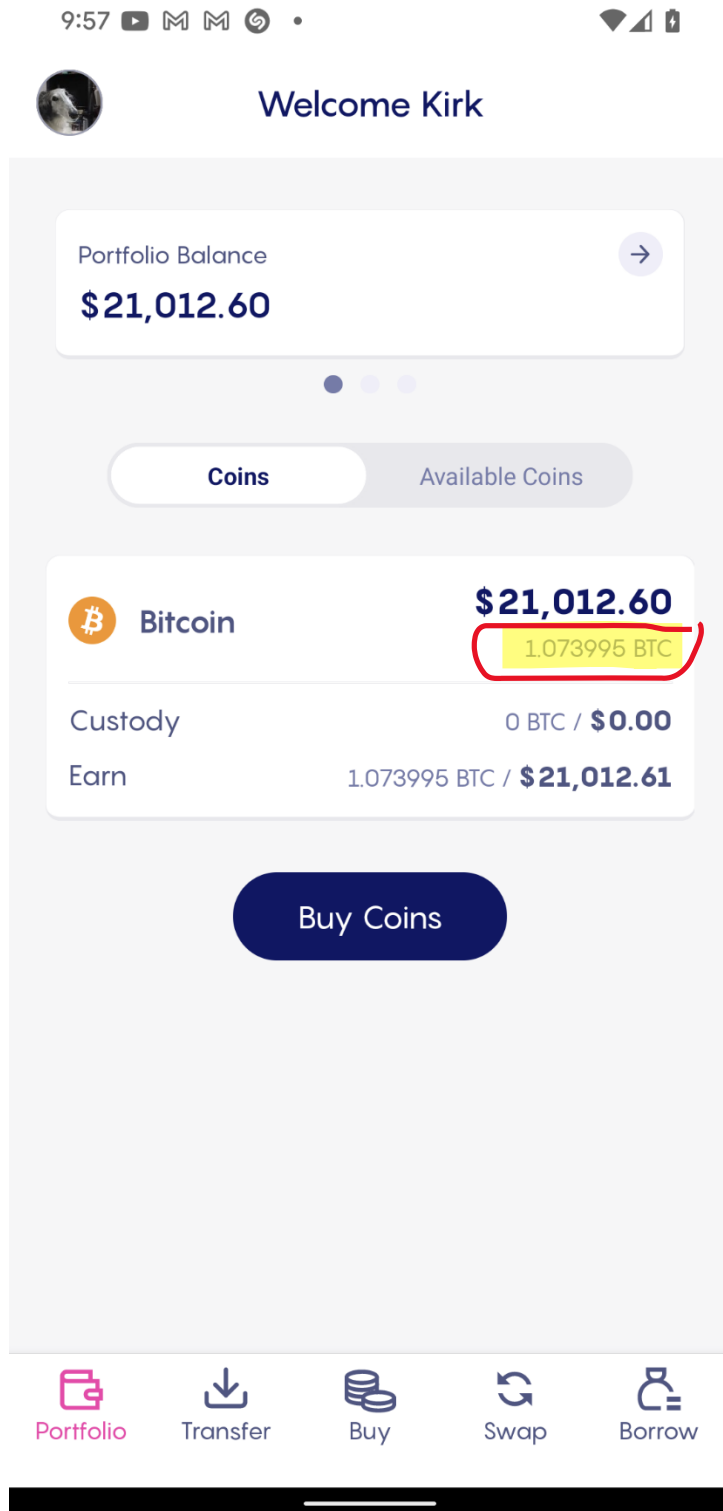 9:57
Welcome Kirk
Portfolio Balance
$21,012.60
Coins Available Coins
Bitcoin $21,012.60
1.073995 BTC
Custody 0 BTC / $0.00
Earn 1.073995 BTC / $21,012.61
Buy Coins
Portfolio Transfer Buy Swap Borrow